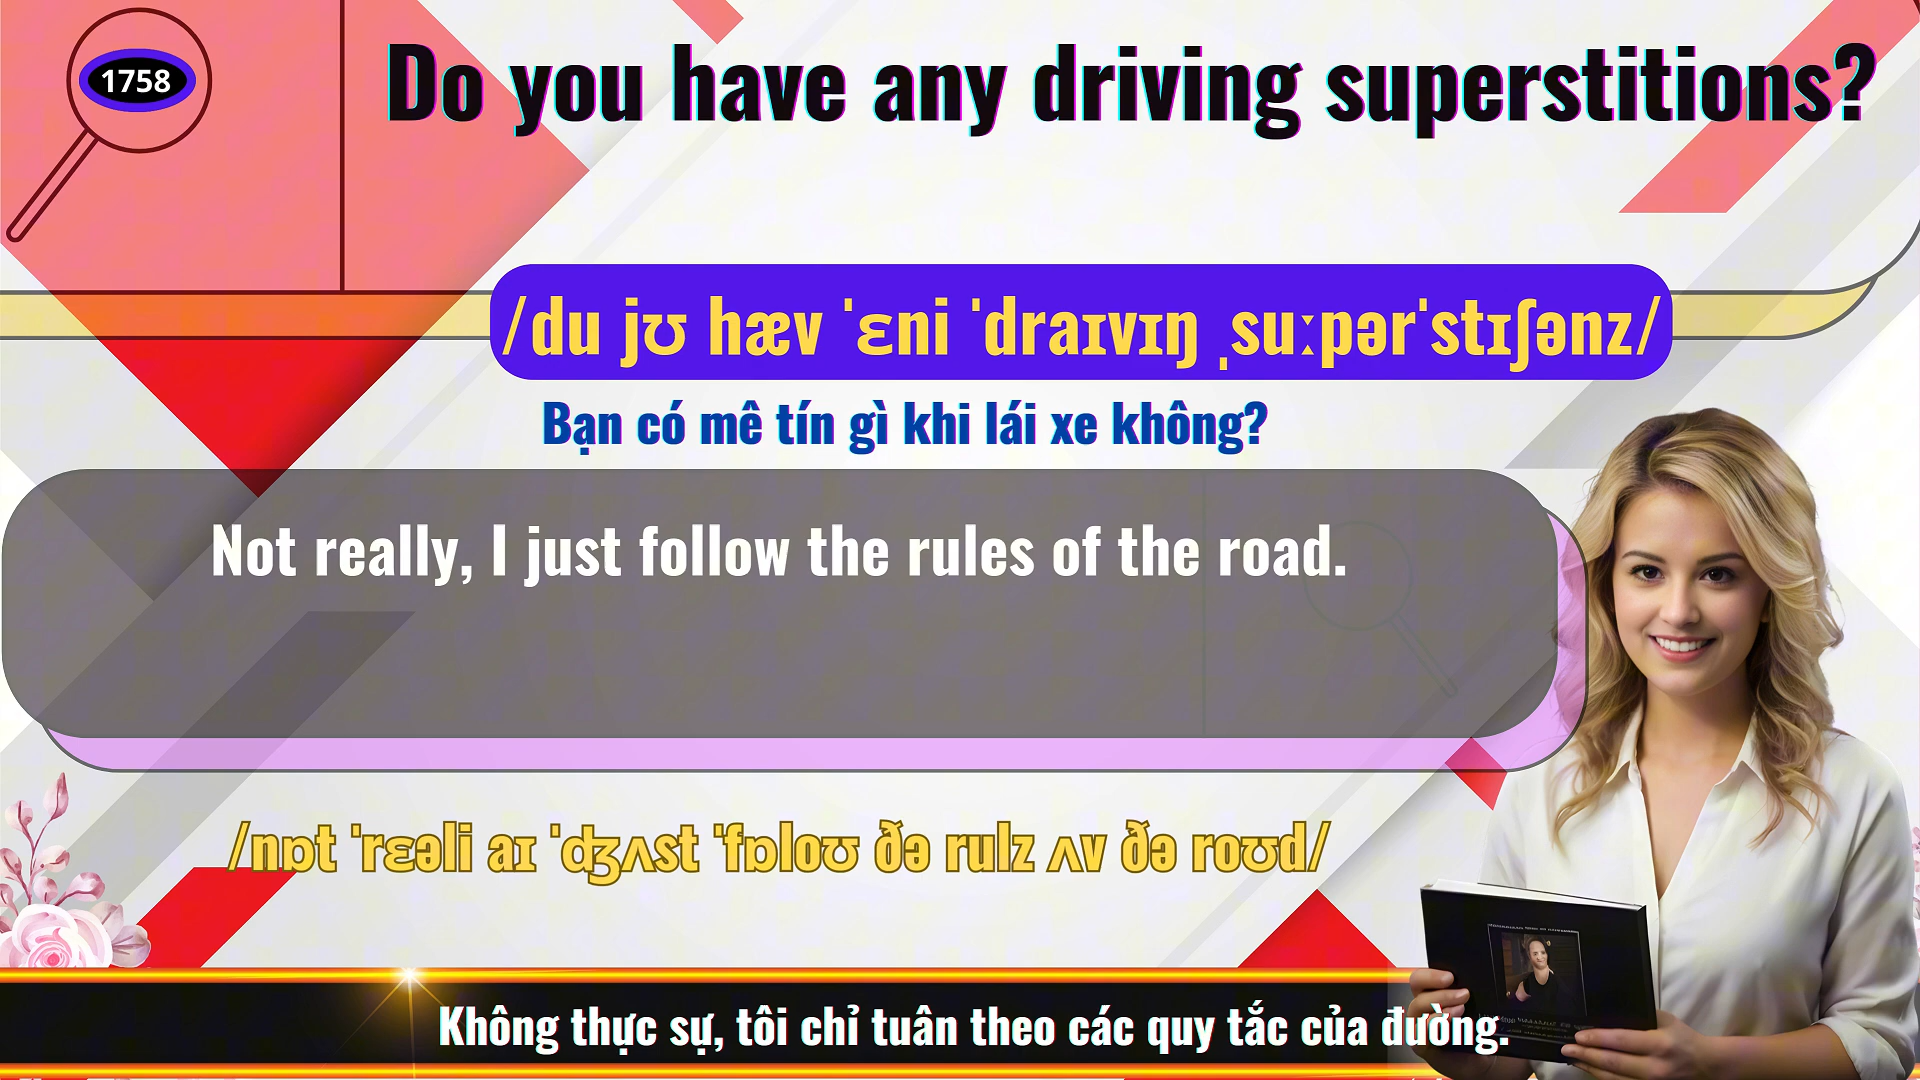 1758
Do you have any driving superstitions?
/du jʊ hæv ˈɛni ˈdraɪvɪŋ ˌsuːpərˈstɪʃənz/
Bạn có mê tín gì khi lái xe không?
Not really, I just follow the rules of the road.
/nɒt ˈrɛəli aɪ ˈʤʌst ˈfɒloʊ ðə rulz ʌv ðə roʊd/
Không thực sự, tôi chỉ tuân theo các quy tắc của đường.